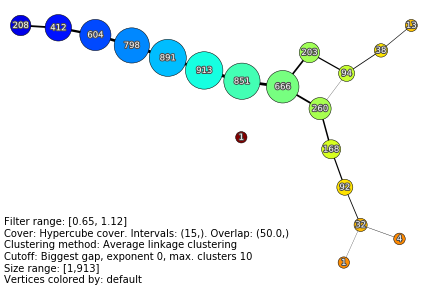 208 412 604 798 891 913 851 666 203 94 38 13
1
260
168
92
32
4
1
Filter range: [0.65, 1.12]
Cover: Hypercube cover. Intervals: (15,). Overlap: (50.0,)
Clustering method: Average linkage clustering
Cutoff: Biggest gap, exponent 0, max. clusters 10
Size range: [1,913]
Vertices colored by: default